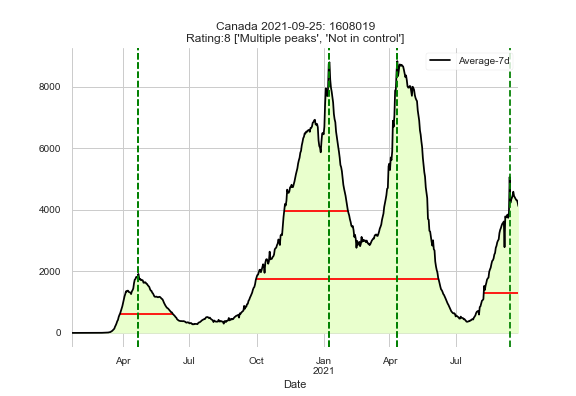 Canada 2021-09-25: 1608019
Rating:8 ['Multiple peaks', 'Not in control']
Average-7d
8000
6000
4000
2000
0
Apr
Jul
Oct
Jan
2021
Apr
Jul
Date